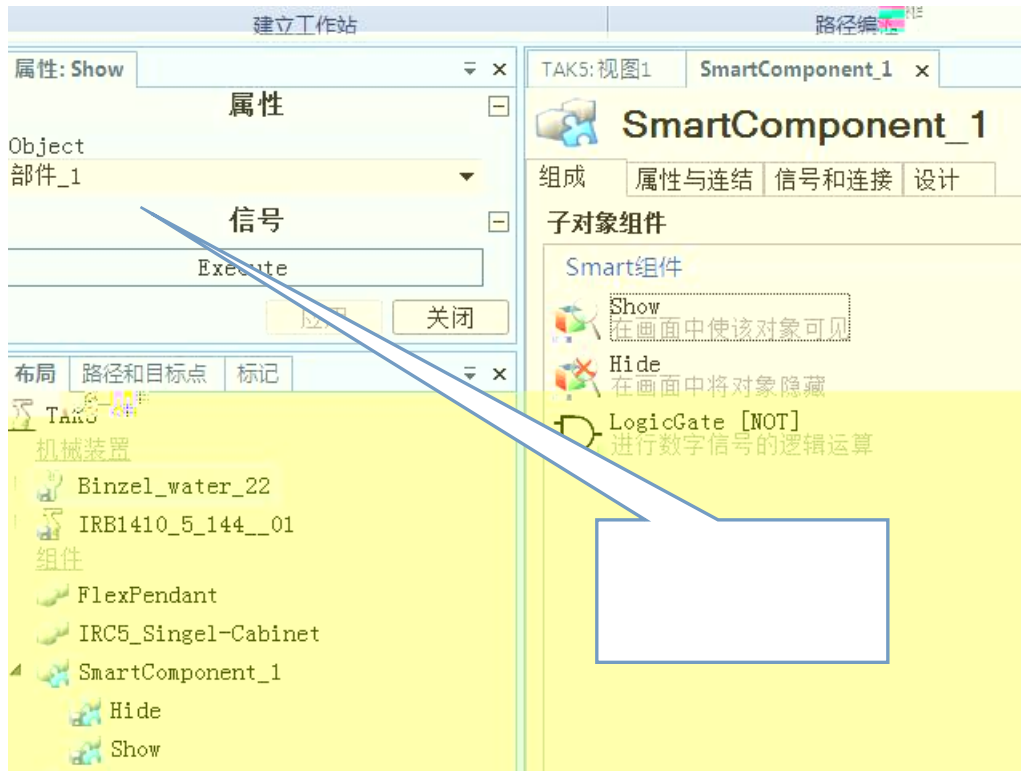 建立工作站
路径编
属性: Show
属性
Object
部件_1
信号
Execute
应用
关闭
布局
路径和目标点
标记
TAK5
机械装置
Binzel_water_22
IRB1410_5_144__01
组件
FlexPendant
IRC5_Singel-Cabinet
SmartComponent_1
Hide
Show
TAK5:视图1
SmartComponent_1
SmartComponent_1
组成
属性与连结
信号和连接
设计
子对象组件
Smart组件
Show
在画面中使该对象可见
Hide
在画面中将对象隐藏
LogicGate [NOT]
进行数字信号的逻辑运算